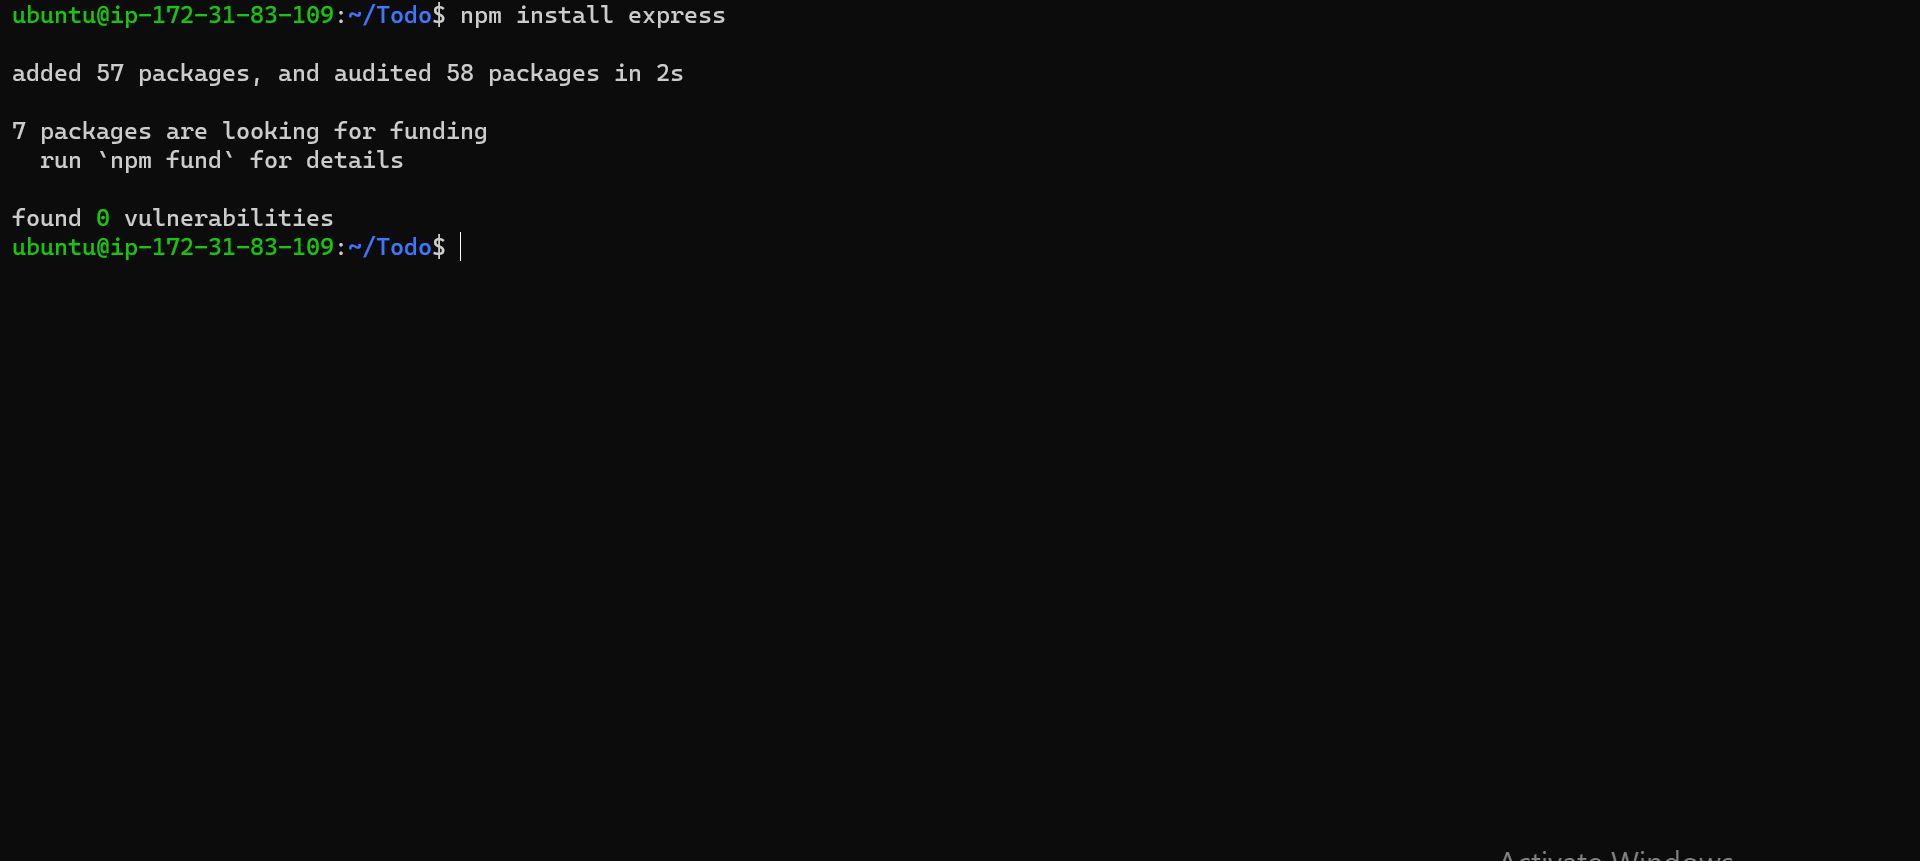 ubuntu@ip-172-31-83-109:~/Todo$ npm install express
added 57 packages, and audited 58 packages in 2s
7 packages are looking for funding
  run `npm fund` for details
found 0 vulnerabilities
ubuntu@ip-172-31-83-109:~/Todo$
Activate Windows